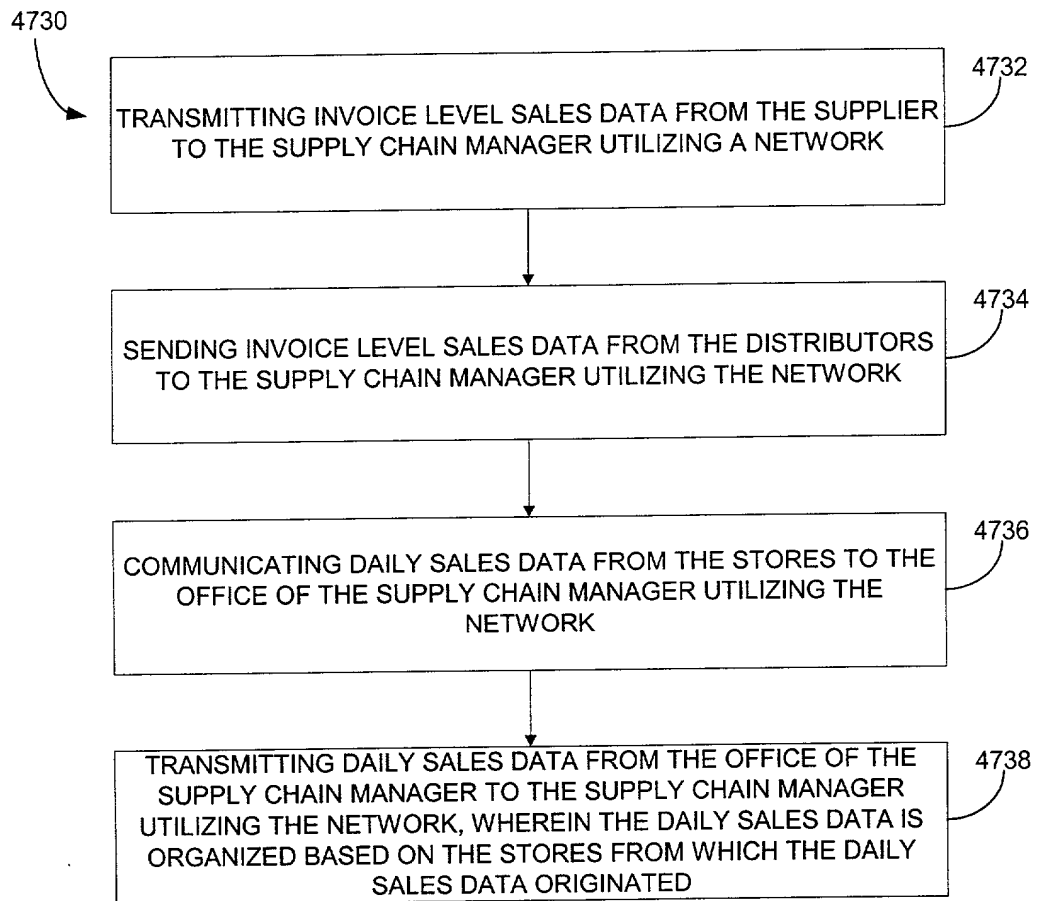 4730
4732
TRANSMITTING INVOICE LEVEL SALES DATA FROM THE SUPPLIER
TO THE SUPPLY CHAIN MANAGER UTILIZING A NETWORK
4734
SENDING INVOICE LEVEL SALES DATA FROM THE DISTRIBUTORS
TO THE SUPPLY CHAIN MANAGER UTILIZING THE NETWORK
4736
COMMUNICATING DAILY SALES DATA FROM THE STORES TO THE
OFFICE OF THE SUPPLY CHAIN MANAGER UTILIZING THE
NETWORK
4738
TRANSMITTING DAILY SALES DATA FROM THE OFFICE OF THE
SUPPLY CHAIN MANAGER TO THE SUPPLY CHAIN MANAGER
UTILIZING THE NETWORK, WHEREIN THE DAILY SALES DATA IS
ORGANIZED BASED ON THE STORES FROM WHICH THE DAILY
SALES DATA ORIGINATED